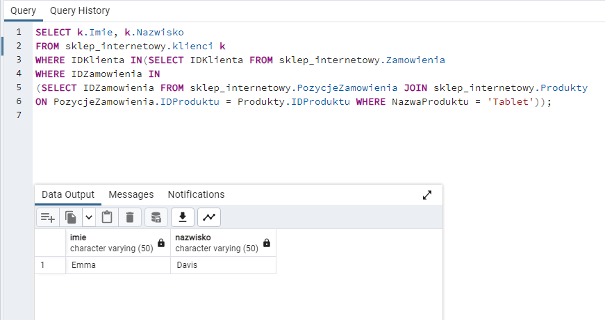 Query Query History
1 SELECT k.Imie, k.Nazwisko
2 FROM sklep_internetowy.klienci k
3 WHERE IDKlienta IN(SELECT IDKlienta FROM sklep_internetowy.Zamowienia
4 WHERE IDZamowienia IN
5 (SELECT IDZamowienia FROM sklep_internetowy.PozycjeZamowienia JOIN sklep_internetowy.Produkty
6 ON PozycjeZamowienia.IDProduktu = Produkty.IDProduktu WHERE NazwaProduktu = 'Tablet'));
7
Data Output Messages Notifications
imie nazwisko
character varying (50) character varying (50)
1 Emma Davis